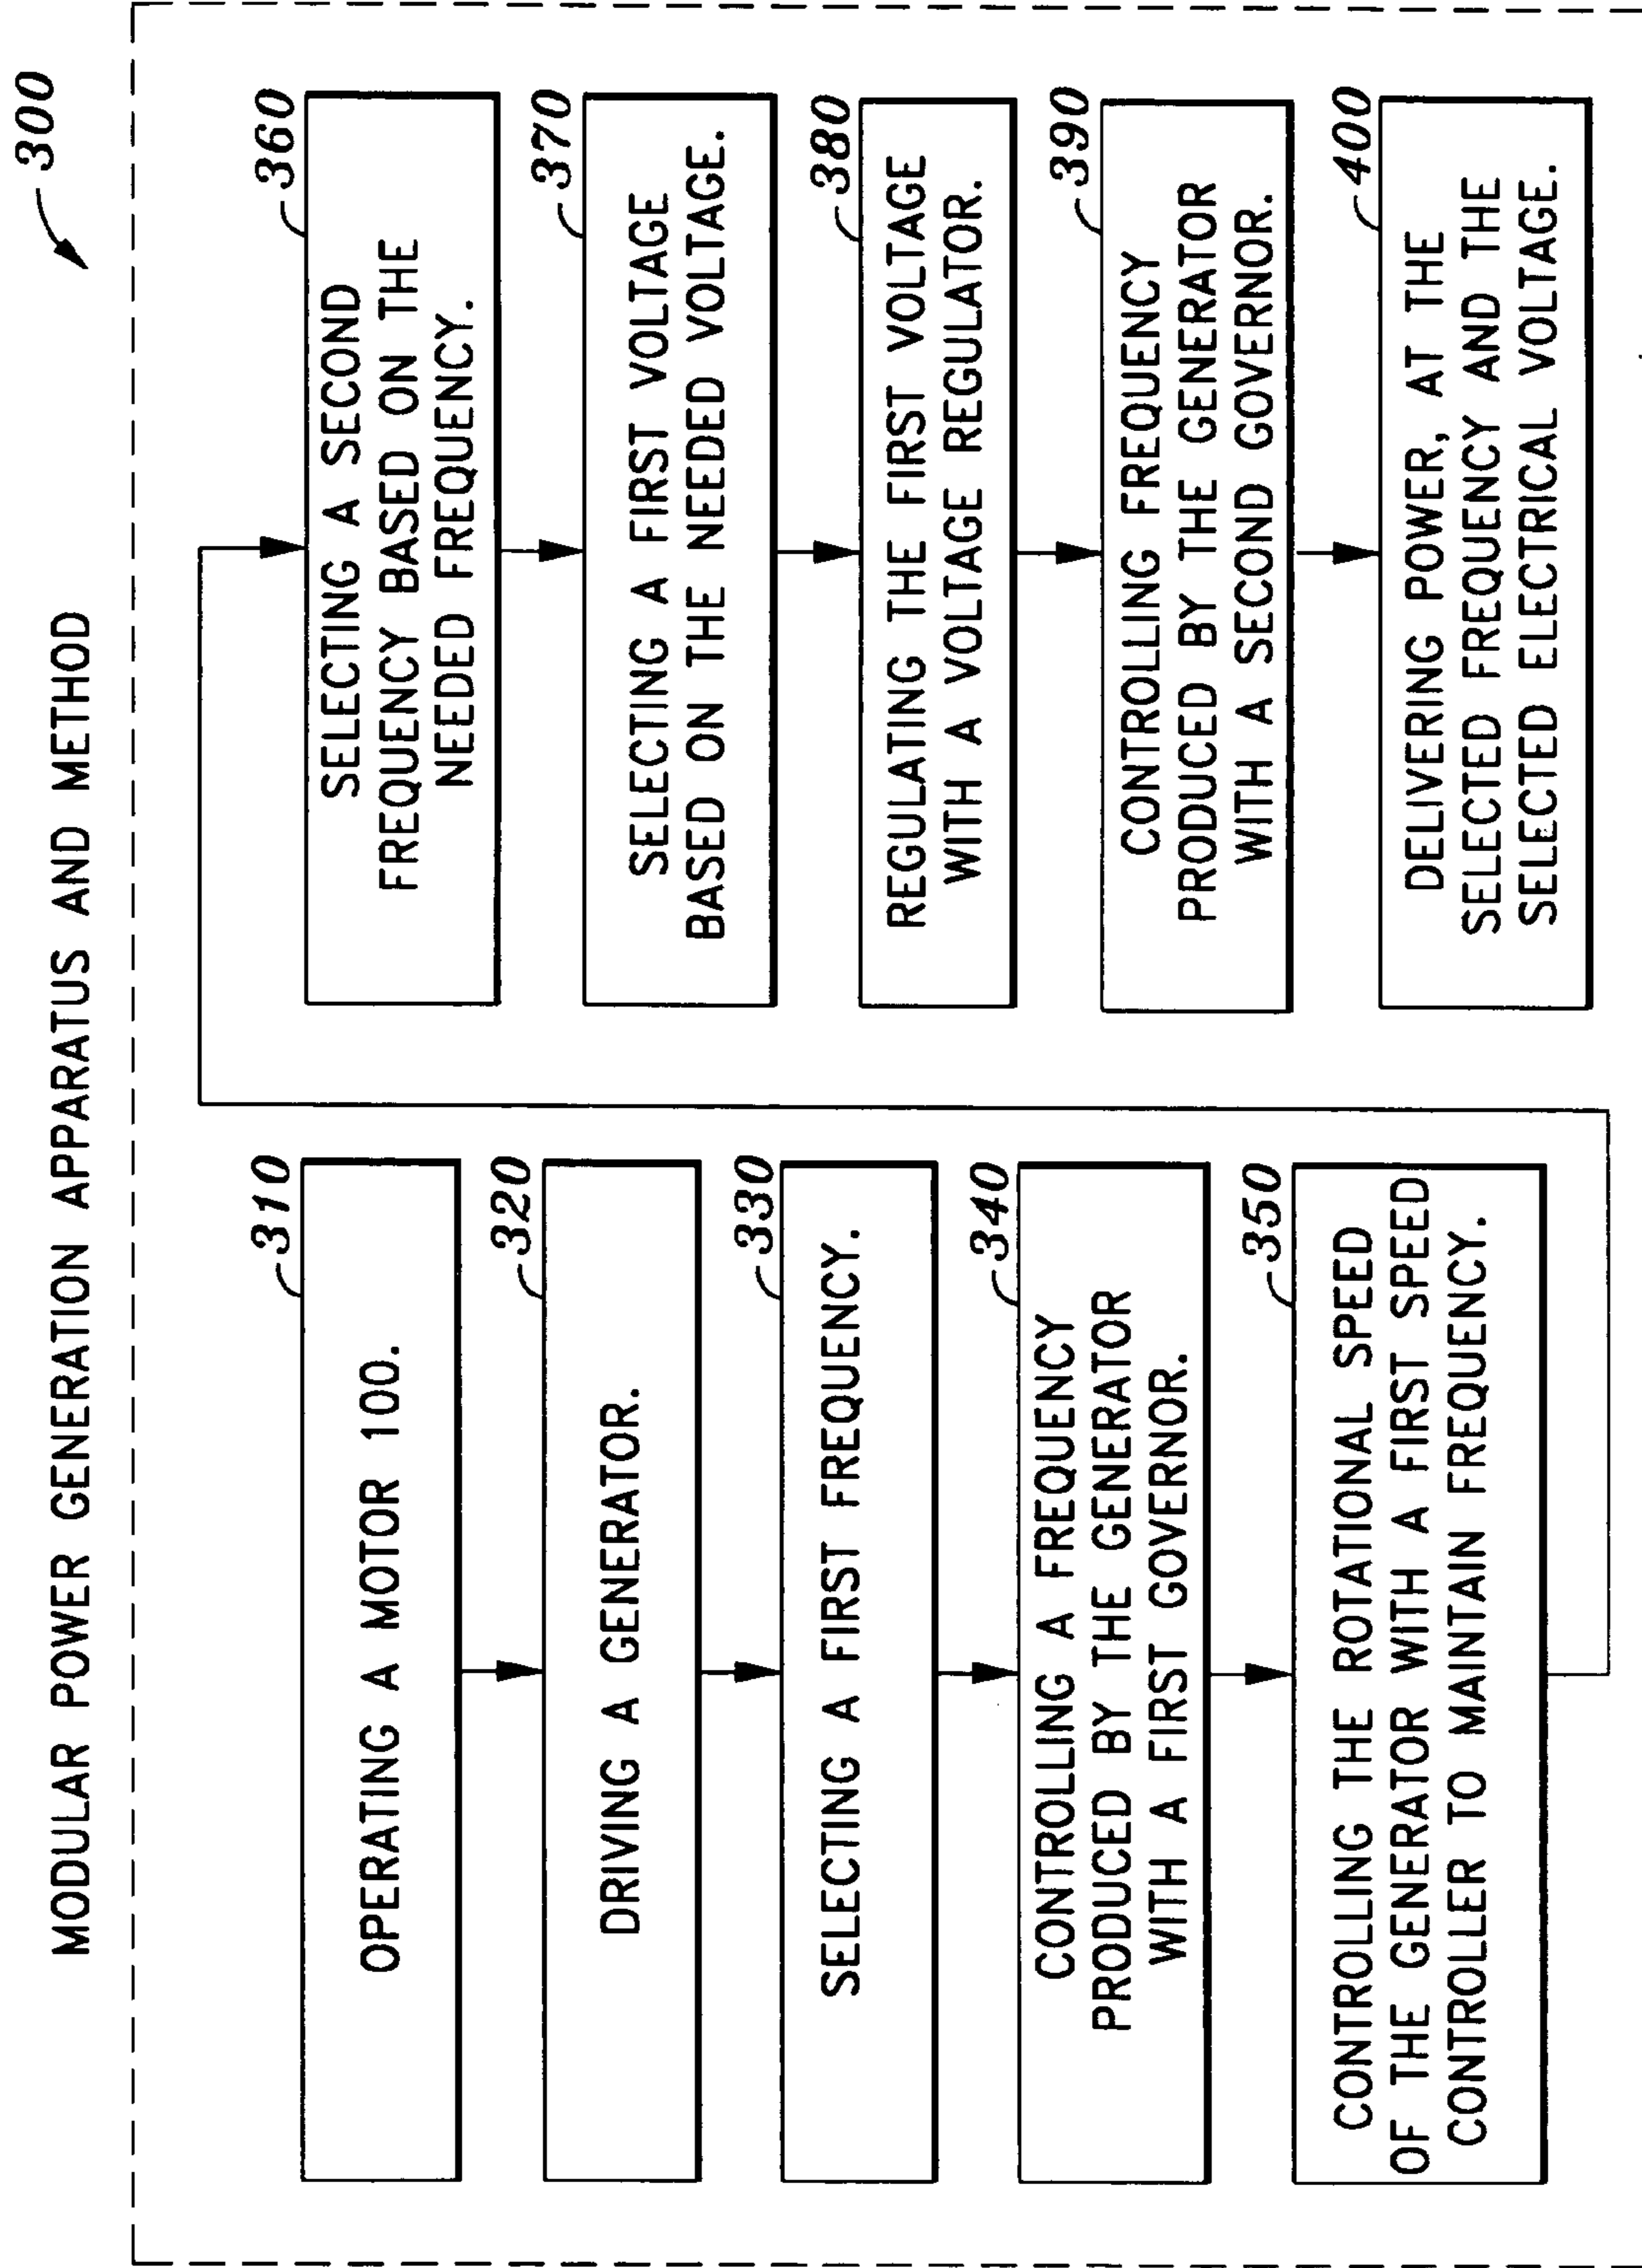 MODULAR POWER GENERATION APPARATUS AND METHOD
300
310
OPERATING A MOTOR 100.
320
DRIVING A GENERATOR.
330
SELECTING A FIRST FREQUENCY.
340
CONTROLLING A FREQUENCY
PRODUCED BY THE GENERATOR
WITH A FIRST GOVERNOR.
350
CONTROLLING THE ROTATIONAL SPEED
OF THE GENERATOR WITH A FIRST SPEED
CONTROLLER TO MAINTAIN FREQUENCY.
360
SELECTING A SECOND
FREQUENCY BASED ON THE
NEEDED FREQUENCY.
370
SELECTING A FIRST VOLTAGE
BASED ON THE NEEDED VOLTAGE.
380
REGULATING THE FIRST VOLTAGE
WITH A VOLTAGE REGULATOR.
390
CONTROLLING FREQUENCY
PRODUCED BY THE GENERATOR
WITH A SECOND GOVERNOR.
400
DELIVERING POWER, AT THE
SELECTED FREQUENCY AND THE
SELECTED ELECTRICAL VOLTAGE.